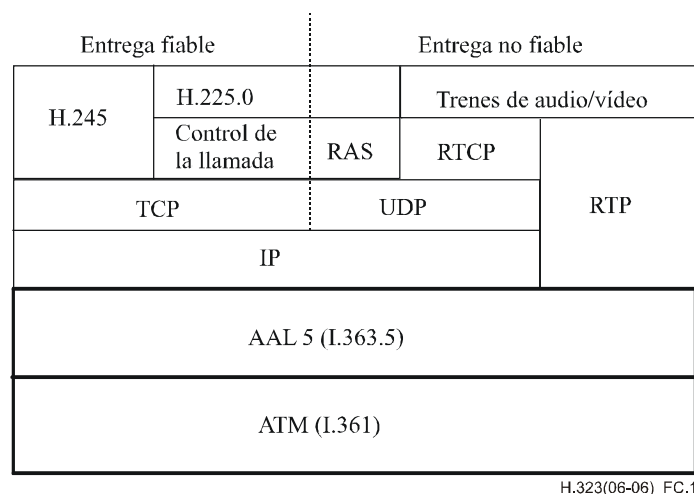 Entrega fiable
Entrega no fiable
H.245
H.225.0
Trenes de audio/vídeo
Control de
la llamada
RAS
RTCP
RTP
TCP
UDP
IP
AAL 5 (I.363.5)
ATM (I.361)
H.323(06-06)_FC.1